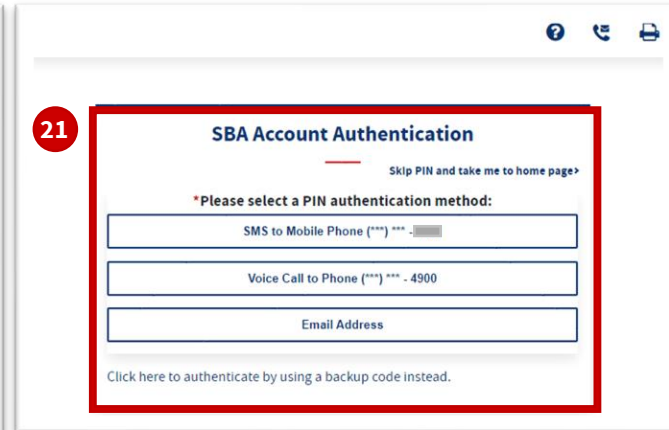 21
SBA Account Authentication
Skip PIN and take me to home page>
*Please select a PIN authentication method:
SMS to Mobile Phone (***) *** -
Voice Call to Phone (***) *** - 4900
Email Address
Click here to authenticate by using a backup code instead.